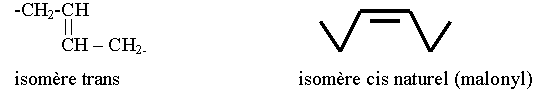 -CH₂-CH
CH – CH₂-
isomère trans
isomère cis naturel (malonyl)